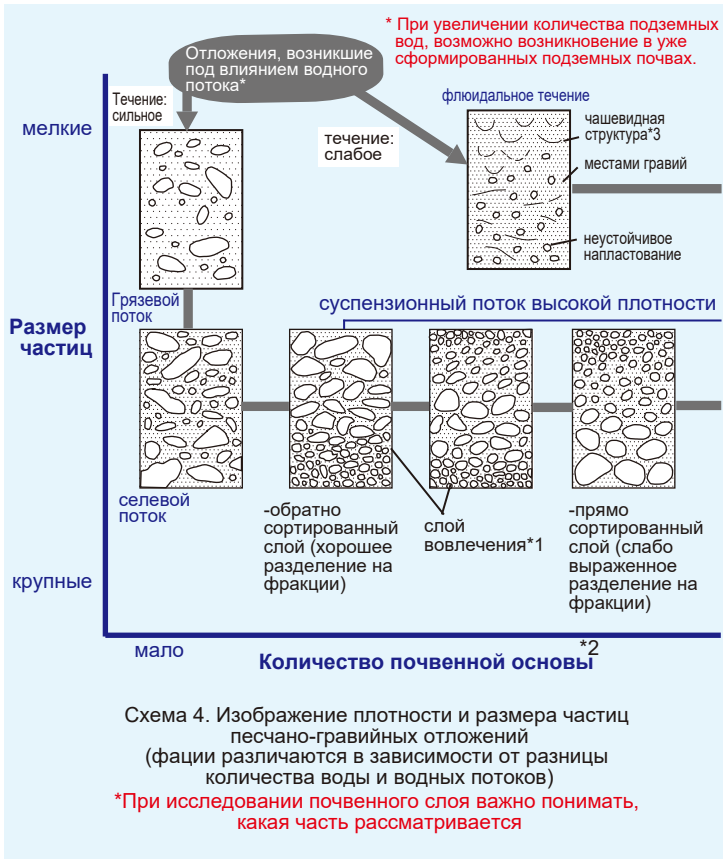 * При увеличении количества подземных
вод, возможно возникновение в уже
сформированных подземных почвах.
Отложения, возникшие
под влиянием водного
потока*
Течение:
сильное
флюидальное течение
мелкие
течение:
слабое
чашевидная
структура*3
местами гравий
неустойчивое
напластование
Грязевой
поток
суспензионный поток высокой плотности
Размер
частиц
селевой
поток
-обратно
сортированный
слой (хорошее
разделение на
фракции)
слой
вовлечения*1
-прямо
сортированный
слой (слабо
выраженное
разделение на
фракции)
крупные
мало
Количество почвенной основы*2
Схема 4. Изображение плотности и размера частиц
песчано-гравийных отложений
(фации различаются в зависимости от разницы
количества воды и водных потоков)
*При исследовании почвенного слоя важно понимать,
какая часть рассматривается